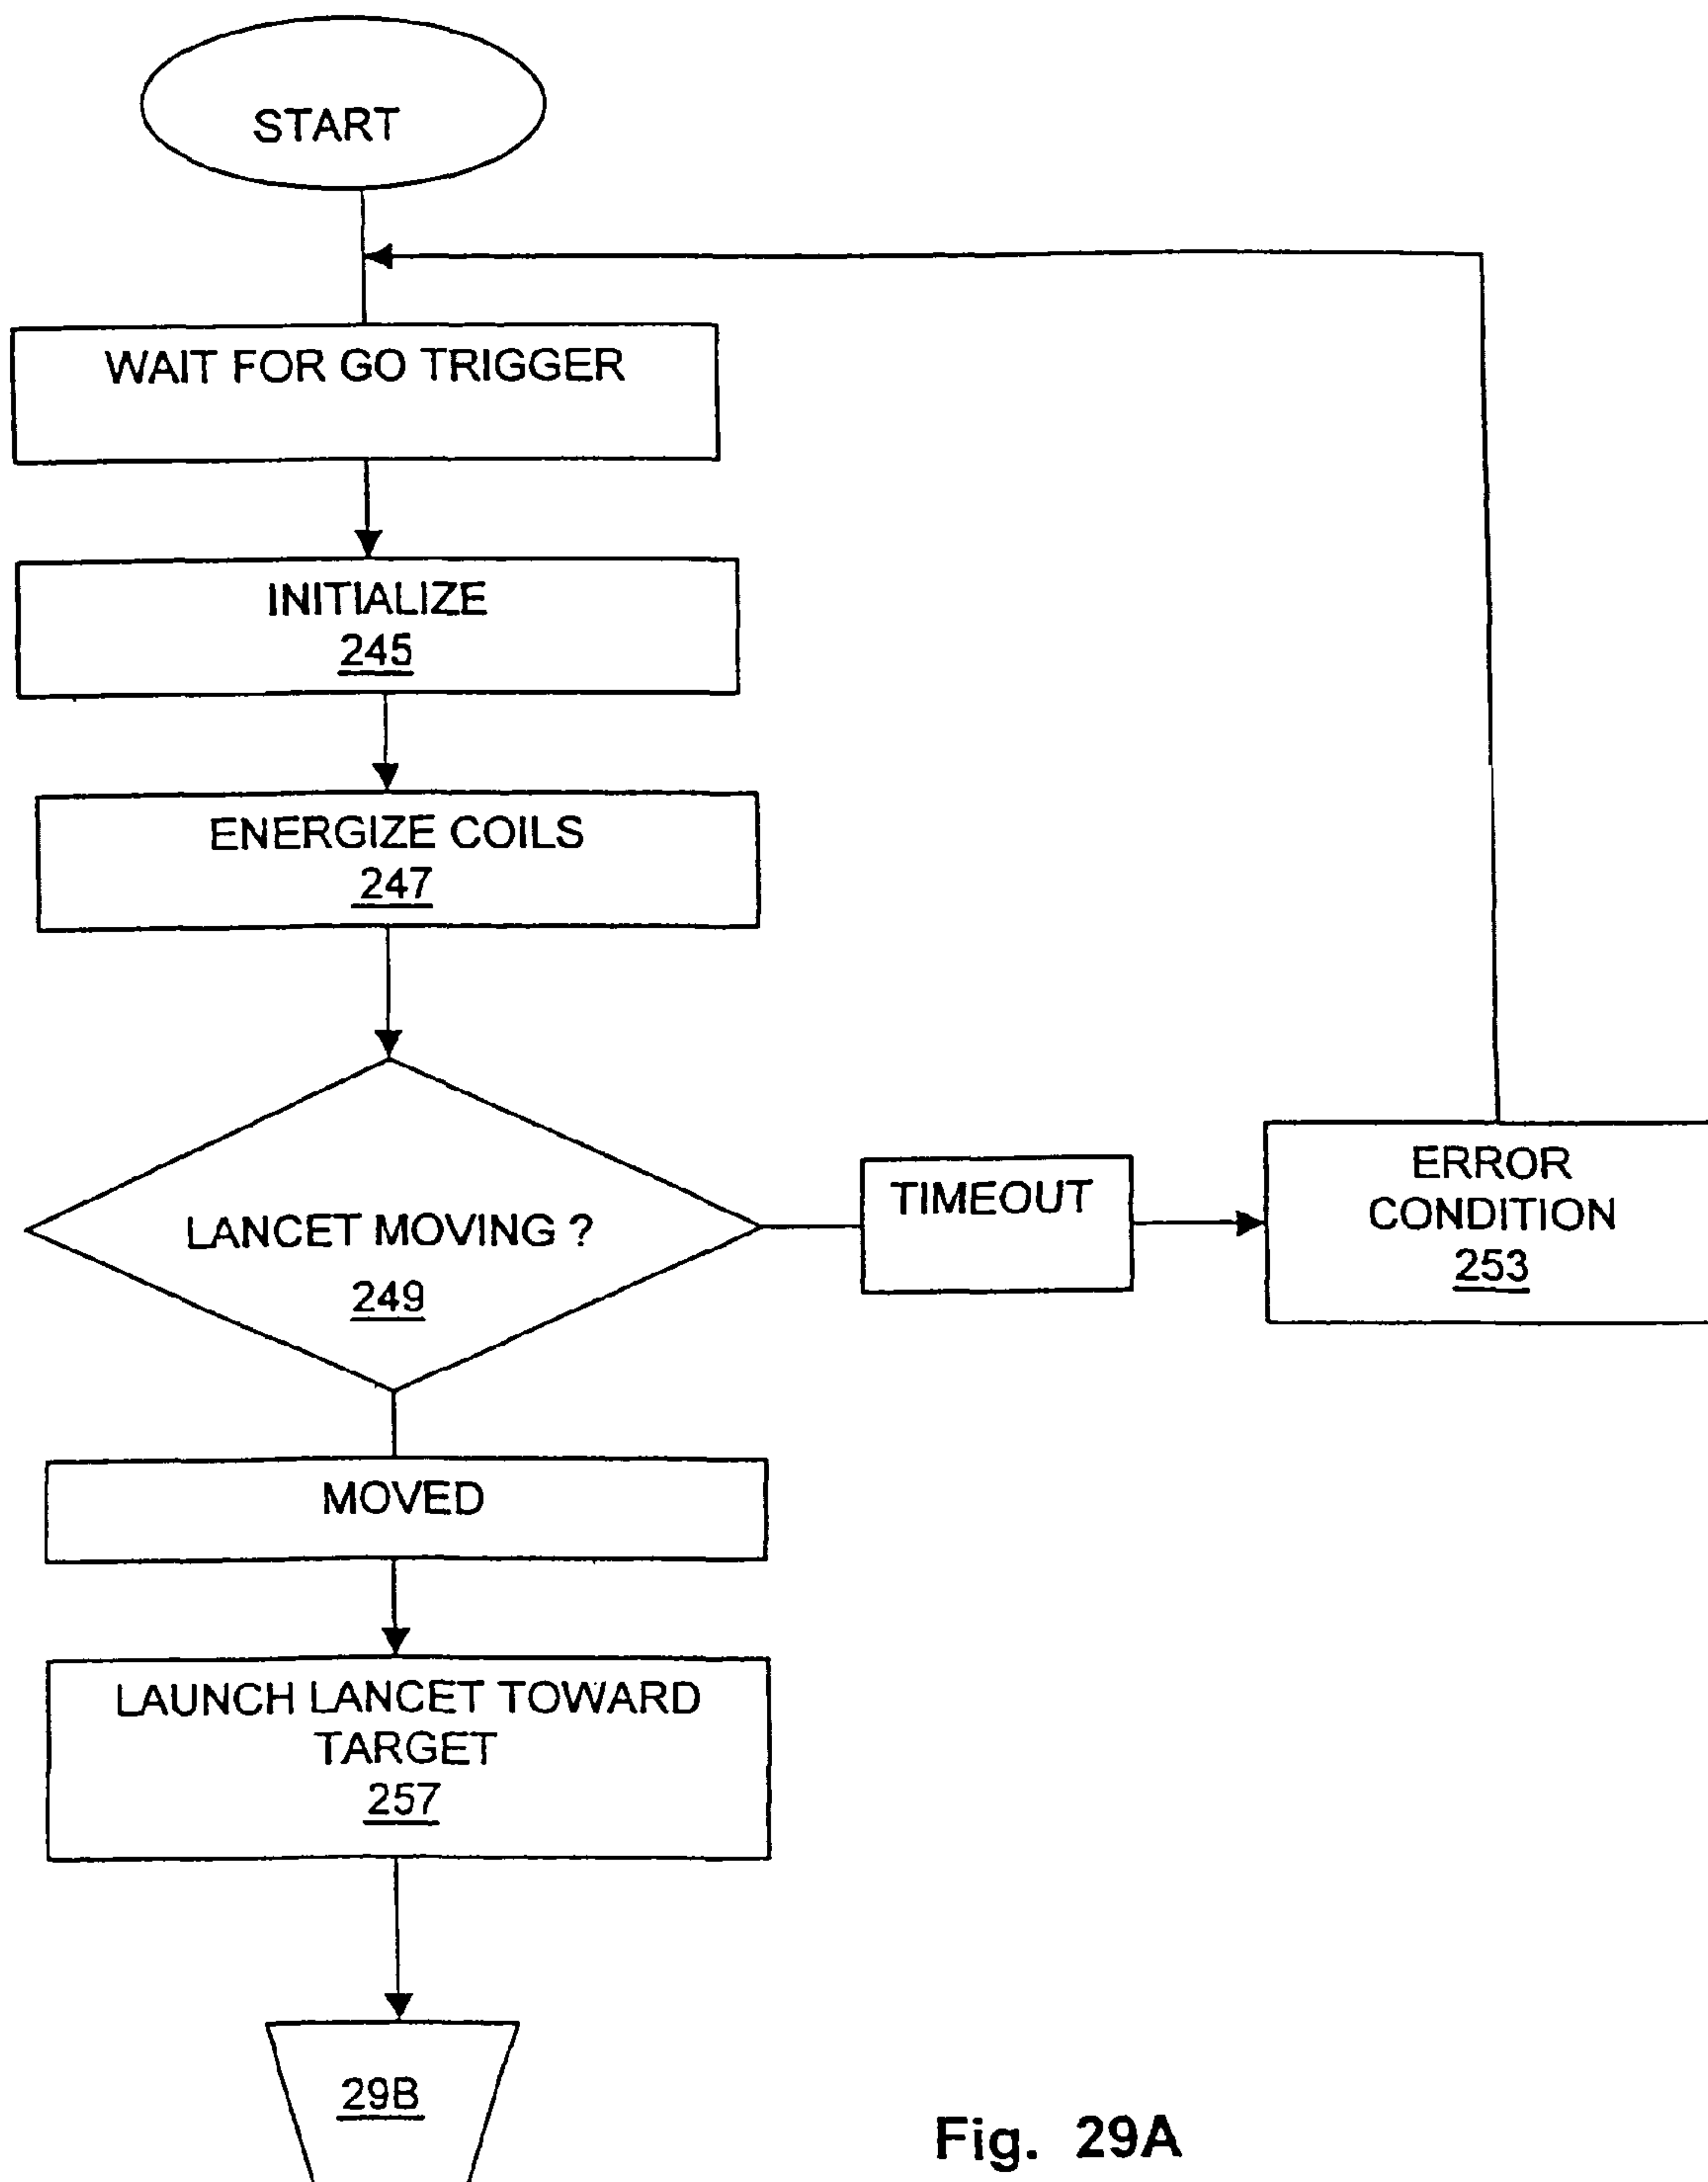 START
WAIT FOR GO TRIGGER
INITIALIZE
245
ENERGIZE COILS
247
LANCET MOVING ?
249
TIMEOUT
ERROR
CONDITION
253
MOVED
LAUNCH LANCET TOWARD
TARGET
257
29B
Fig. 29A